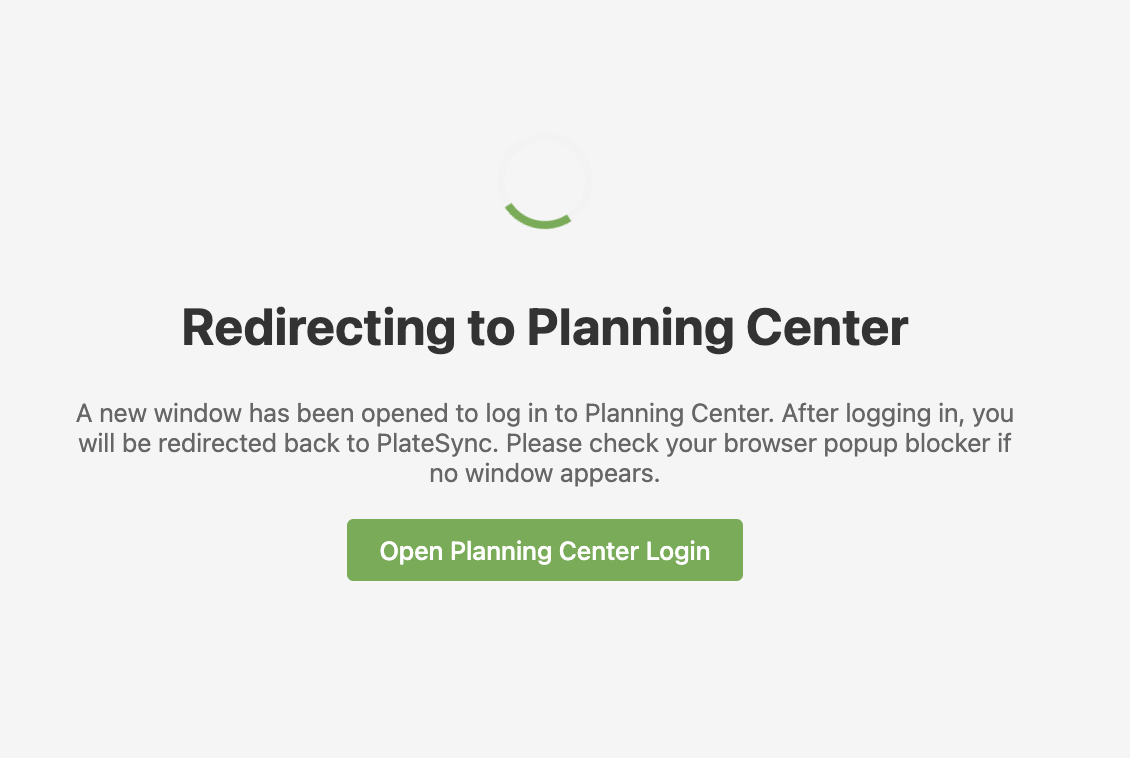 Redirecting to Planning Center
A new window has been opened to log in to Planning Center. After logging in, you
will be redirected back to PlateSync. Please check your browser popup blocker if
no window appears.
Open Planning Center Login